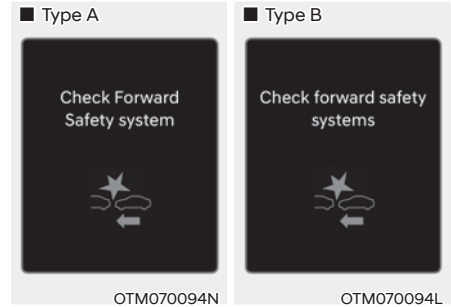 ■ Type A
Check Forward
Safety system
OTM070094N
■ Type B
Check forward safety
systems
OTM070094L